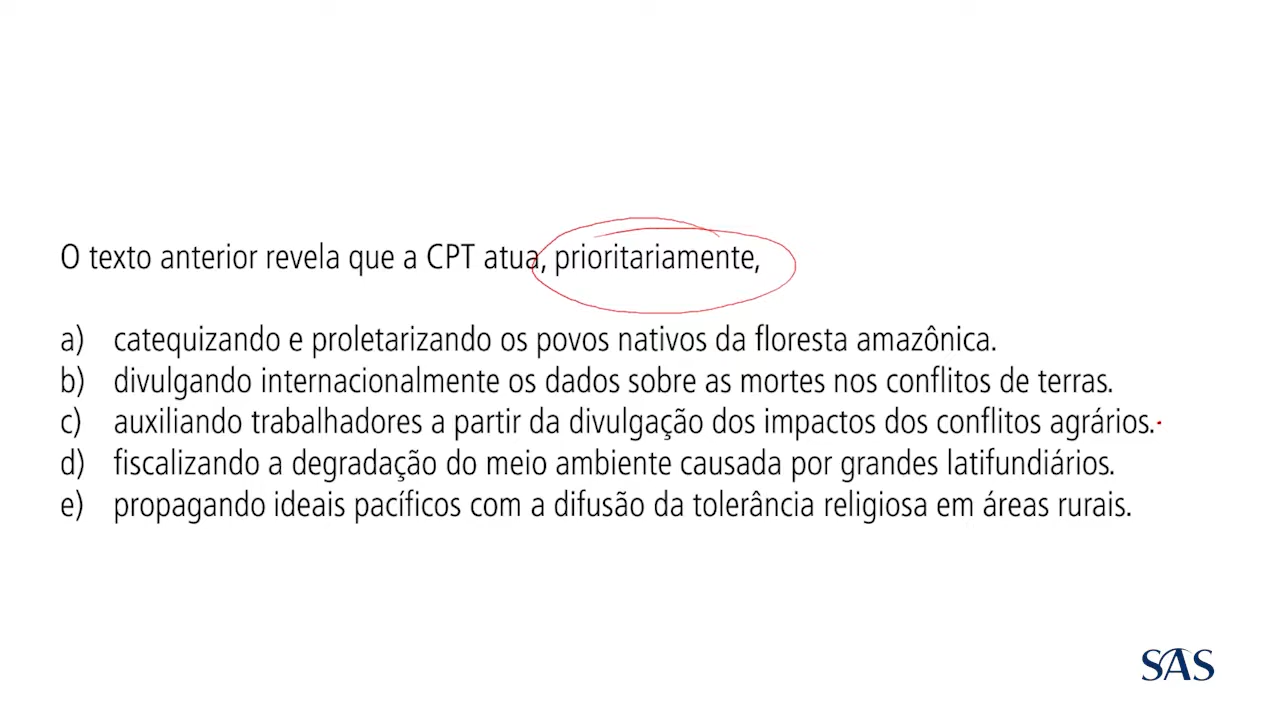 O texto anterior revela que a CPT atua, prioritariamente,
a) catequizando e proletarizando os povos nativos da floresta amazônica.
b) divulgando internacionalmente os dados sobre as mortes nos conflitos de terras.
c) auxiliando trabalhadores a partir da divulgação dos impactos dos conflitos agrários.
d) fiscalizando a degradação do meio ambiente causada por grandes latifundiários.
e) propagando ideais pacíficos com a difusão da tolerância religiosa em áreas rurais.
SAS